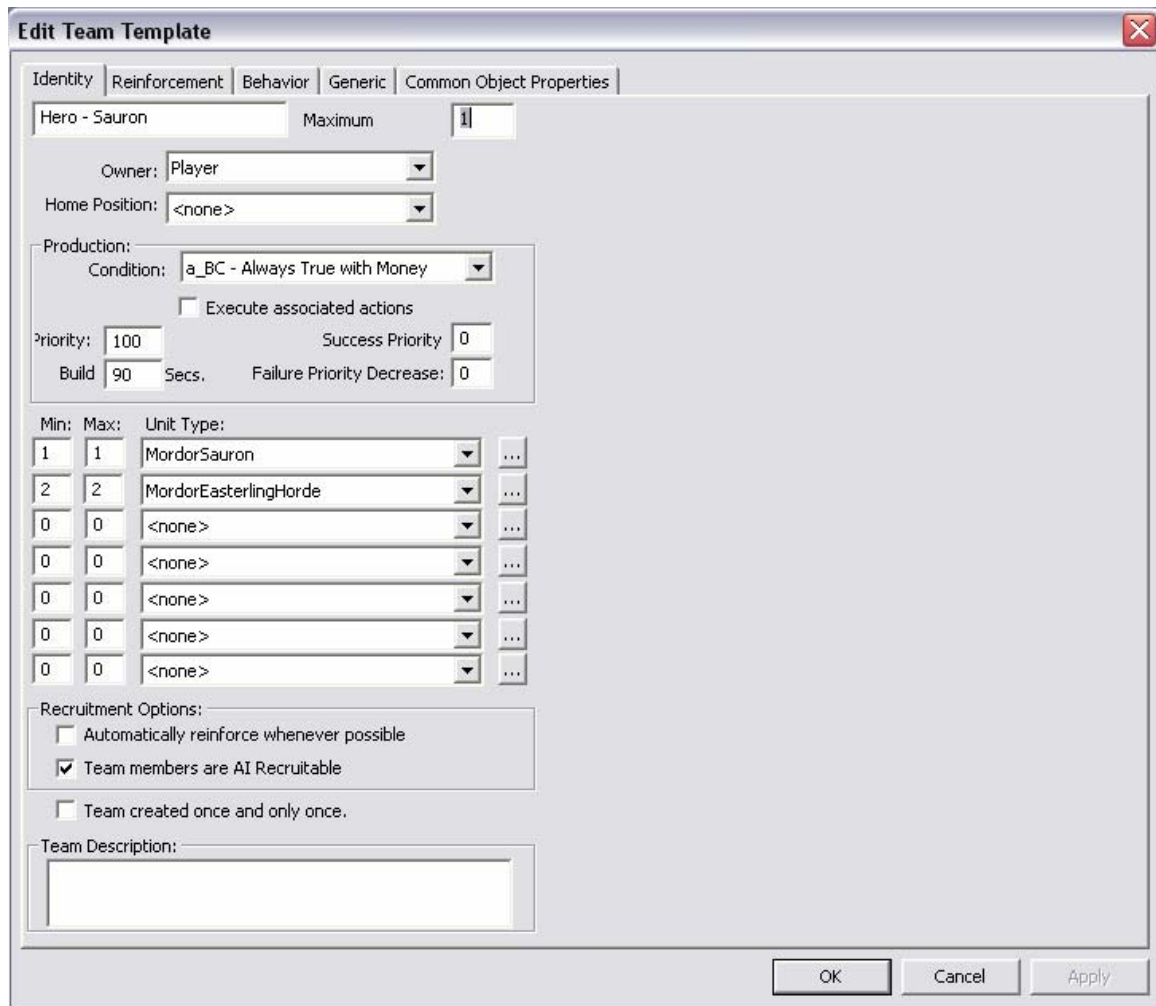 Edit Team Template
Identity Reinforcement Behavior Generic Common Object Properties
Hero - Sauron Maximum 1
Owner: Player
Home Position: <none>
Production:
Condition: a_BC - Always True with Money
Execute associated actions
Priority: 100 Success Priority 0
Build 90 Secs. Failure Priority Decrease: 0
Min: Max: Unit Type:
1 1 MordorSauron ...
2 2 MordorEasterlingHorde ...
0 0 <none> ...
0 0 <none> ...
0 0 <none> ...
0 0 <none> ...
0 0 <none> ...
Recruitment Options:
Automatically reinforce whenever possible
Team members are AI Recruitable
Team created once and only once.
Team Description:
OK Cancel Apply